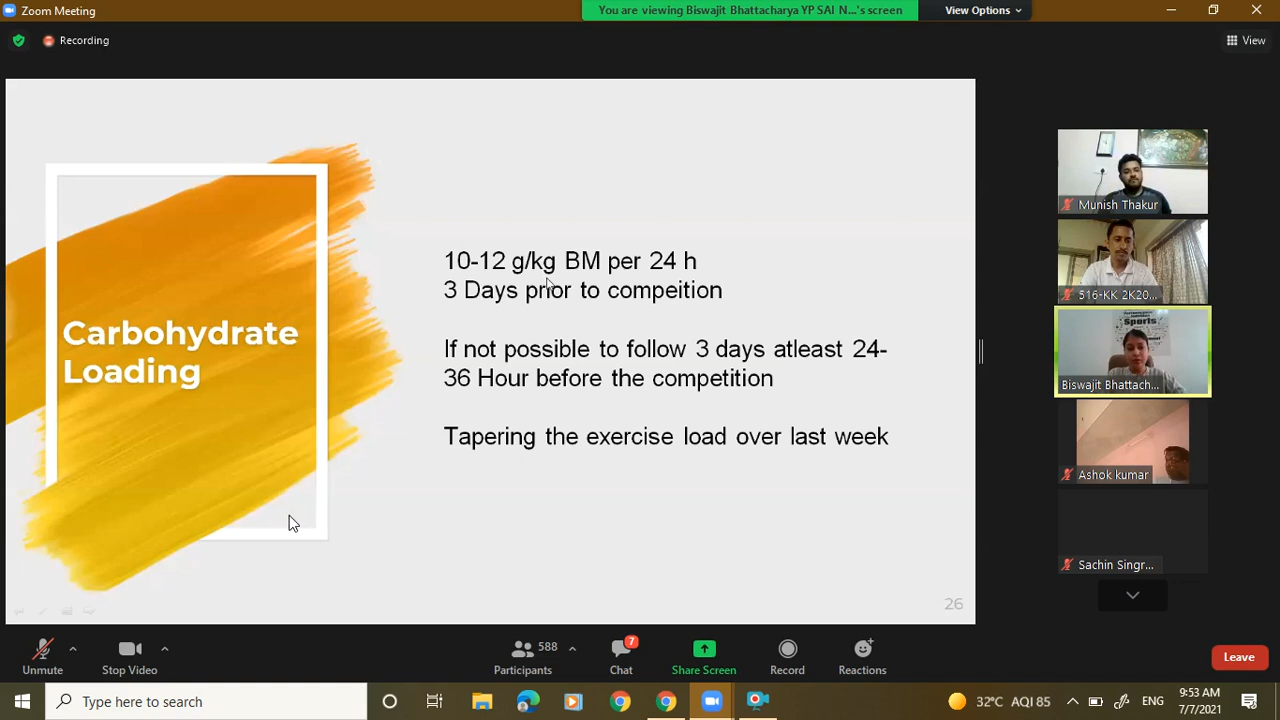 Zoom Meeting
You are viewing Biswajit Bhattacharya YP SAI N...'s screen
View Options
Recording
View
Carbohydrate
Loading
10-12 g/kg BM per 24 h
3 Days prior to compeition
If not possible to follow 3 days atleast 24-
36 Hour before the competition
Tapering the exercise load over last week
26
Munish Thakur
516-KK 2K20...
Sports
Biswajit Bhattach...
Ashok kumar
Sachin Singr...
Unmute
Stop Video
588
Participants
7
Chat
Share Screen
Record
Reactions
Leave
Type here to search
32°C AQI 85
ENG
9:53 AM
7/7/2021